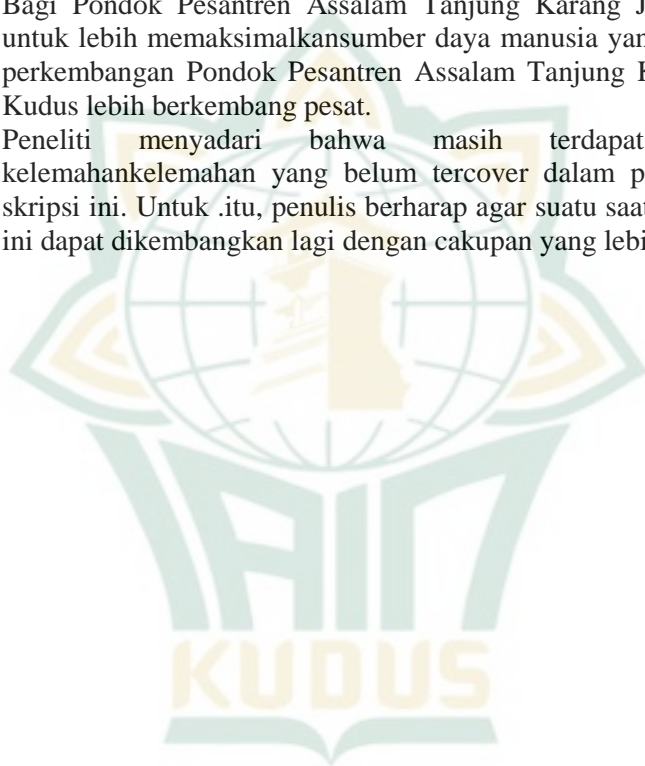 Bagi Pondok Pesantren Assalam Tanjung Karang J
untuk lebih memaksimalkansumber daya manusia yan
perkembangan Pondok Pesantren Assalam Tanjung K
Kudus lebih berkembang pesat.
Peneliti menyadari bahwa masih terdapat
kelemahankelemahan yang belum tercover dalam p
skripsi ini. Untuk .itu, penulis berharap agar suatu saat
ini dapat dikembangkan lagi dengan cakupan yang lebi
IAIN
KUDUS